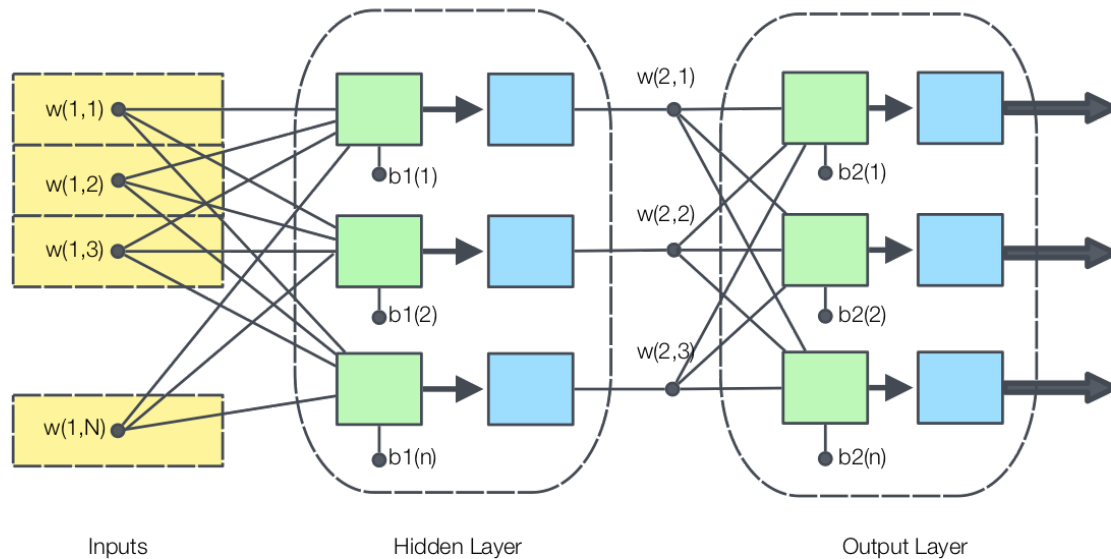 w(1,1)
w(1,2)
w(1,3)
w(1,N)
b1(1)
b1(2)
b1(n)
w(2,1)
w(2,2)
w(2,3)
b2(1)
b2(2)
b2(n)
Inputs
Hidden Layer
Output Layer